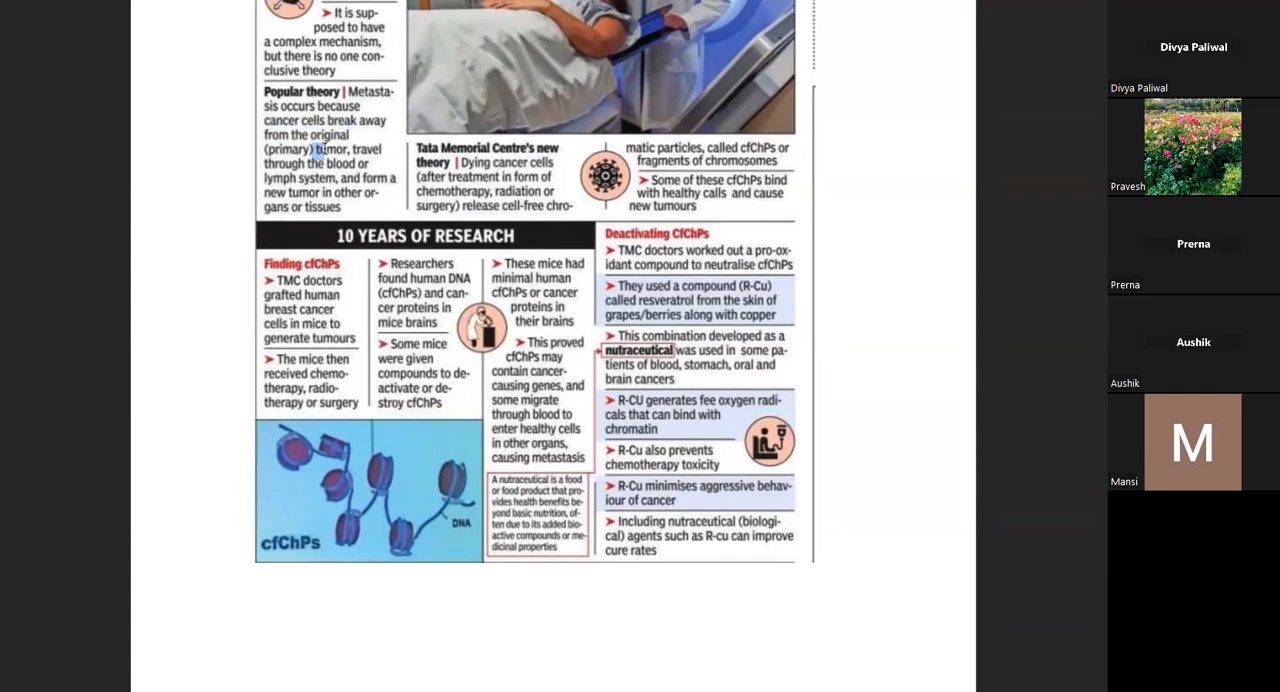 ➤ It is sup-
posed to have
a complex mechanism,
but there is no one con-
clusive theory
Popular theory | Metasta-
sis occurs because
cancer cells break away
from the original
(primary) tumor, travel
through the blood or
lymph system, and form a
new tumor in other or-
gans or tissues
Tata Memorial Centre's new
theory | Dying cancer cells
(after treatment in form of
chemotherapy, radiation or
surgery) release cell-free chro-
matic particles, called cfChPs or
fragments of chromosomes
➤ Some of these cfChPs bind
with healthy calls and cause
new tumours
10 YEARS OF RESEARCH
Finding cfChPs
➤ TMC doctors
grafted human
breast cancer
cells in mice to
generate tumours
➤ The mice then
received chemo-
therapy, radio-
therapy or surgery
➤ Researchers
found human DNA
(cfChPs) and can-
cer proteins in
mice brains
➤ Some mice
were given
compounds to de-
activate or de-
stroy cfChPs
➤ These mice had
minimal human
cfChPs or cancer
proteins in
their brains
➤ This proved
cfChPs may
contain cancer-
causing genes, and
some migrate
through blood to
enter healthy cells
in other organs,
causing metastasis
A nutraceutical is a food
or food product that pro-
vides health benefits be-
yond basic nutrition, of-
ten due to its added bio-
active compounds or me-
dicinal properties
DNA
cfChPs
Deactivating CfChPs
➤ TMC doctors worked out a pro-ox-
idant compound to neutralise cfChPs
➤ They used a compound (R-Cu)
called resveratrol from the skin of
grapes/berries along with copper
➤ This combination developed as a
nutraceutical was used in some pa-
tients of blood, stomach, oral and
brain cancers
➤ R-CU generates fee oxygen radi-
cals that can bind with
chromatin
➤ R-Cu also prevents
chemotherapy toxicity
➤ R-Cu minimises aggressive behav-
iour of cancer
➤ Including nutraceutical (biologi-
cal) agents such as R-cu can improve
cure rates
Divya Paliwal
Divya Paliwal
Pravesh
Prerna
Prerna
Aushik
Aushik
M
Mansi